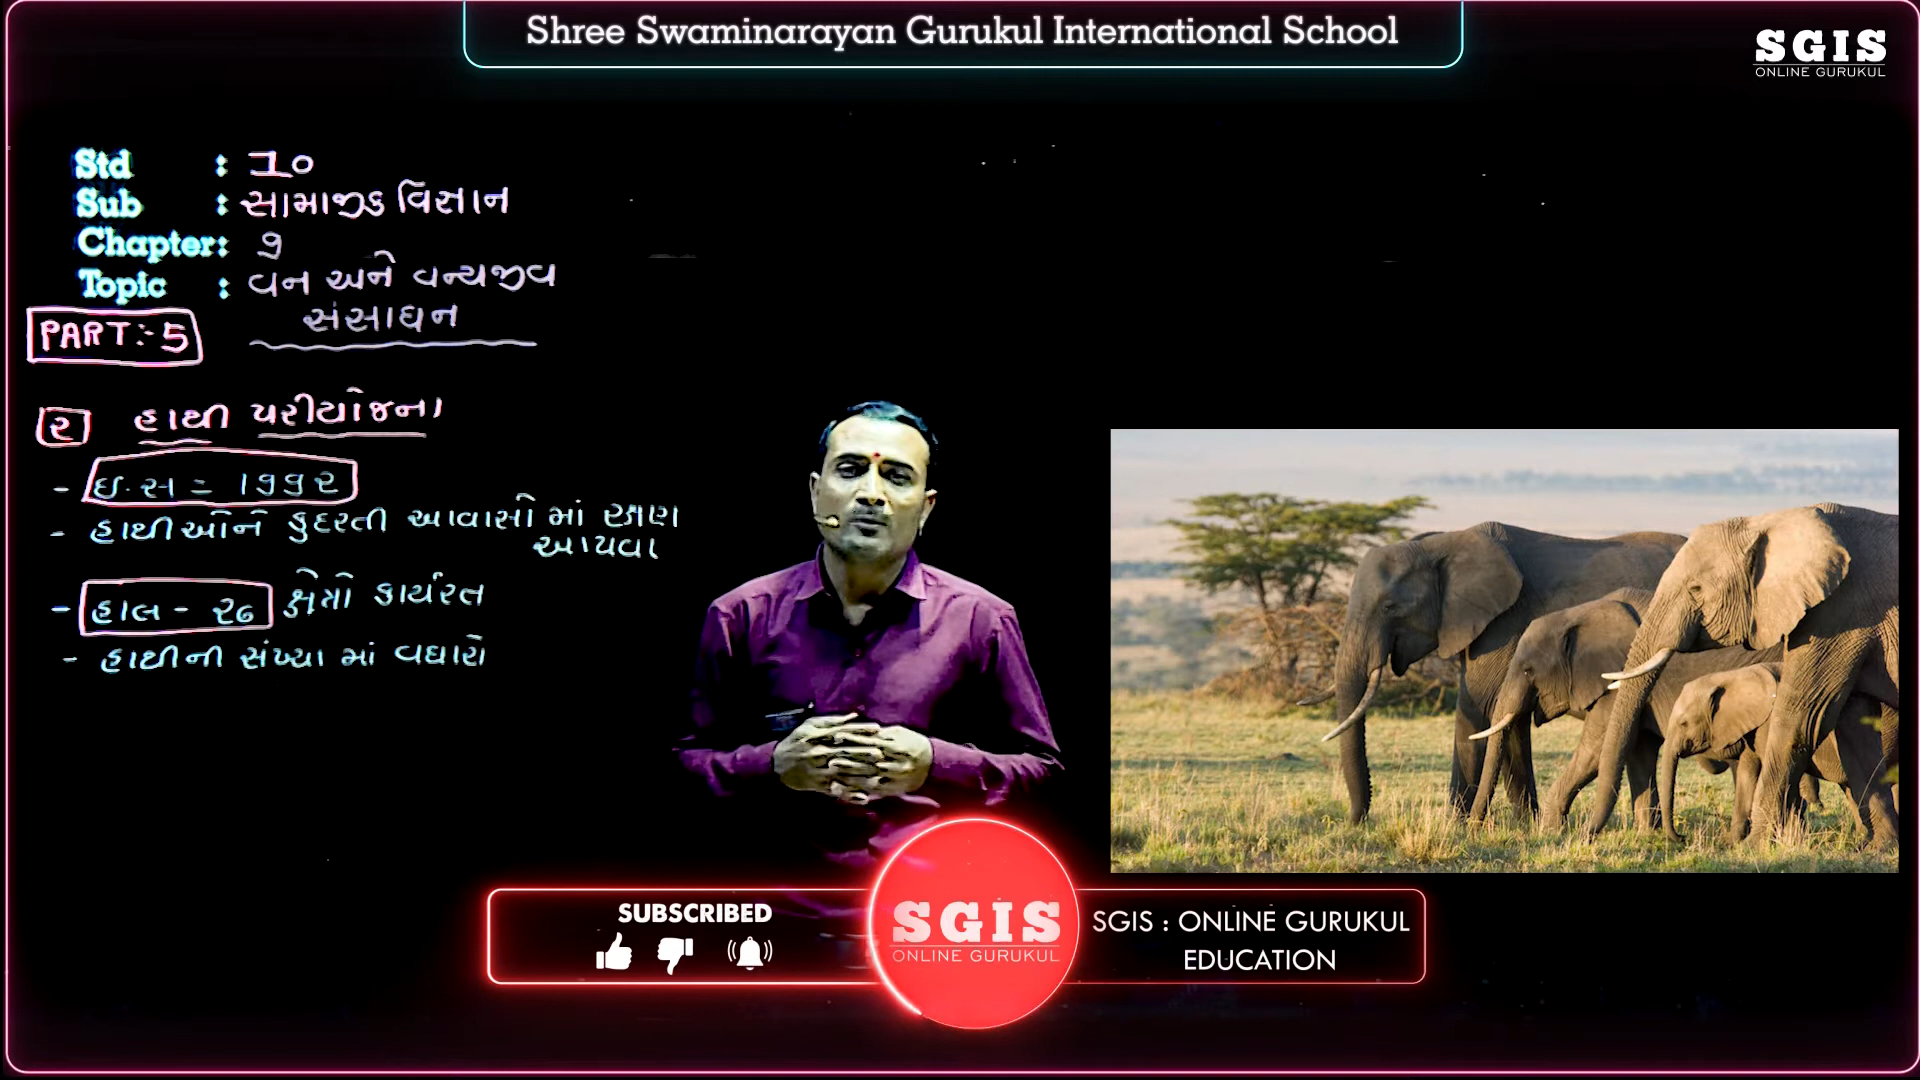 Shree Swaminarayan Gurukul International School
SGIS
ONLINE GURUKUL
Std : 10
Sub : સામાજીક વિજ્ઞાન
Chapter: ૭
Topic : વન અને વન્યજીવ
સંસાધન
PART:-5
૨ હાથી પરીયોજના
- ઇ.સ = ૧૯૯૨
- હાથીઓને કુદરતી આવાસો માં રક્ષણ
આપવા
- હાલ - ૨૬ ક્ષેત્રો કાર્યરત
- હાથીની સંખ્યા માં વધારો
SUBSCRIBED
SGIS
ONLINE GURUKUL
SGIS : ONLINE GURUKUL
EDUCATION